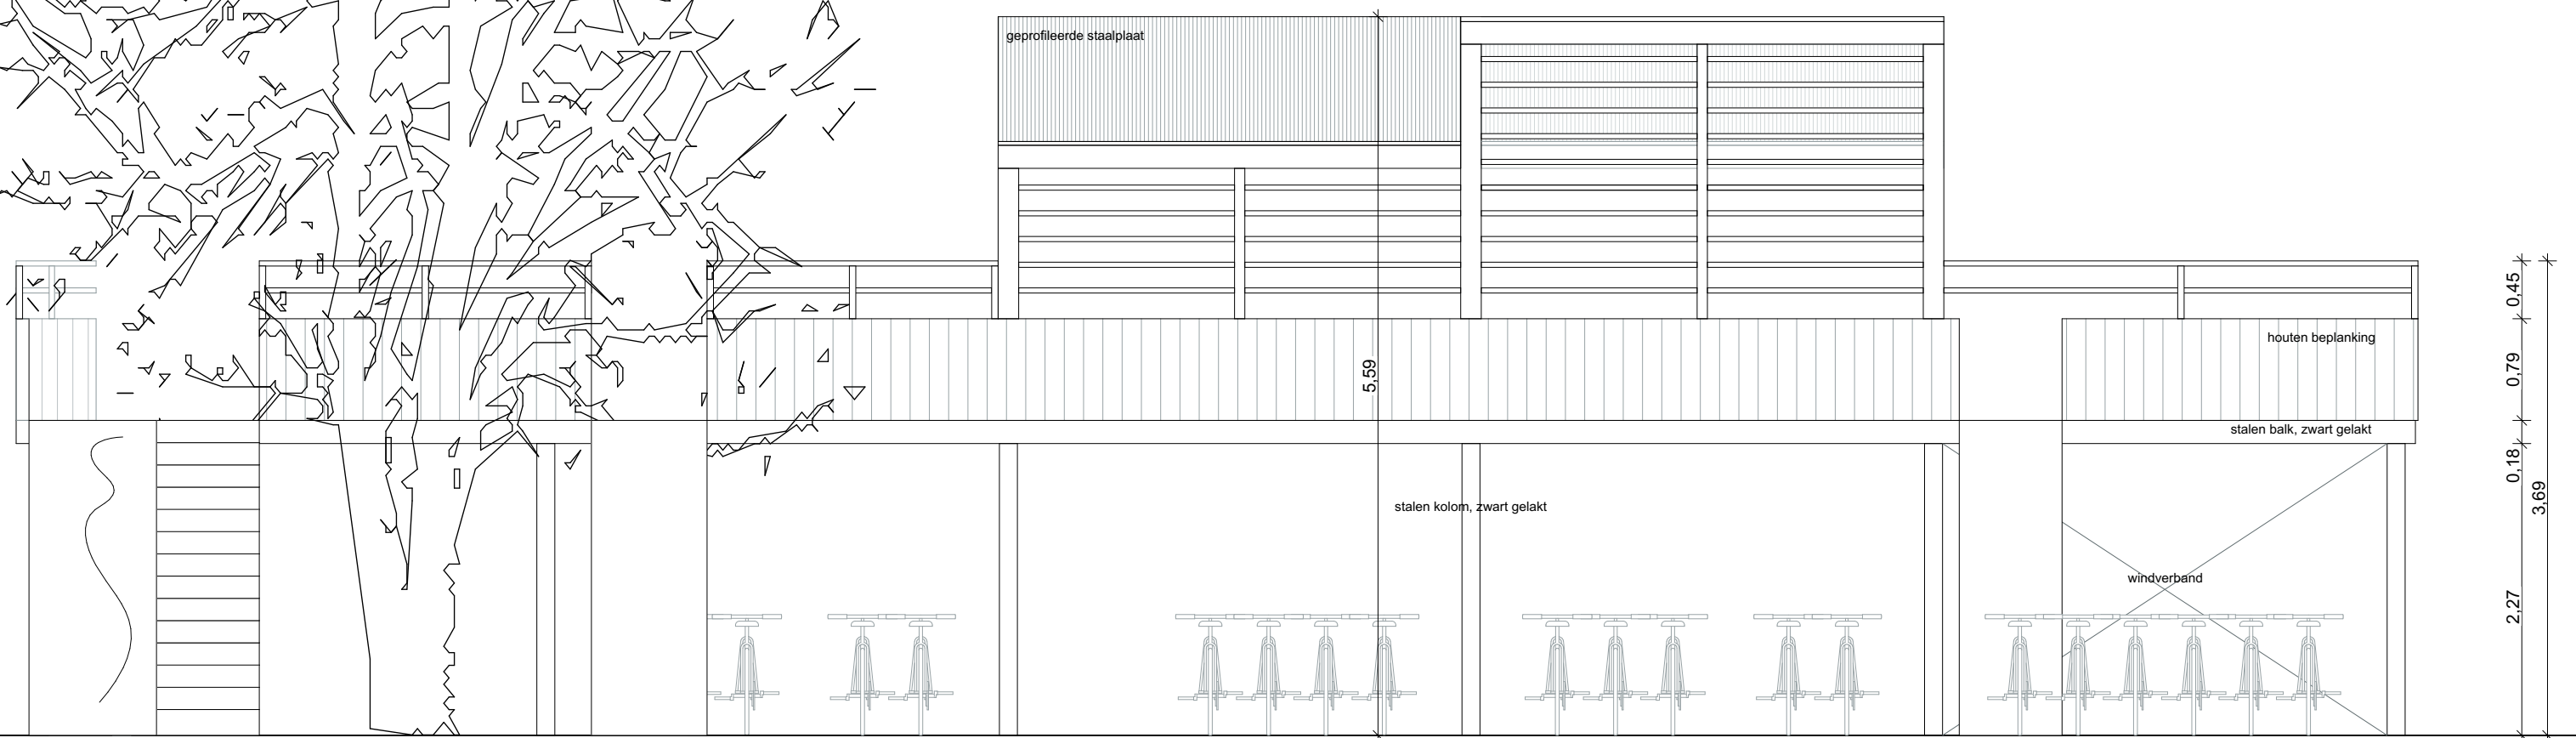 geprofileerde staalplaat
0,45
houten beplanking
0,79
5,59
stalen balk, zwart gelakt
0,18
3,69
stalen kolom, zwart gelakt
windverband
2,27